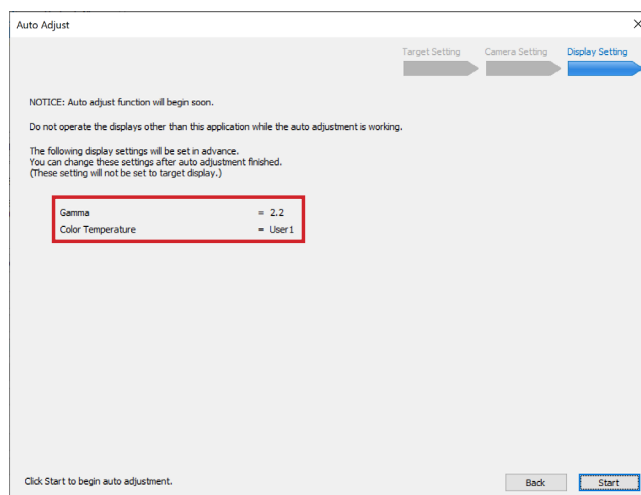 Auto Adjust
Target Setting
Camera Setting
Display Setting
NOTICE: Auto adjust function will begin soon.
Do not operate the displays other than this application while the auto adjustment is working.
The following display settings will be set in advance.
You can change these settings after auto adjustment finished.
(These setting will not be set to target display.)
Gamma = 2.2
Color Temperature = User1
Click Start to begin auto adjustment.
Back
Start